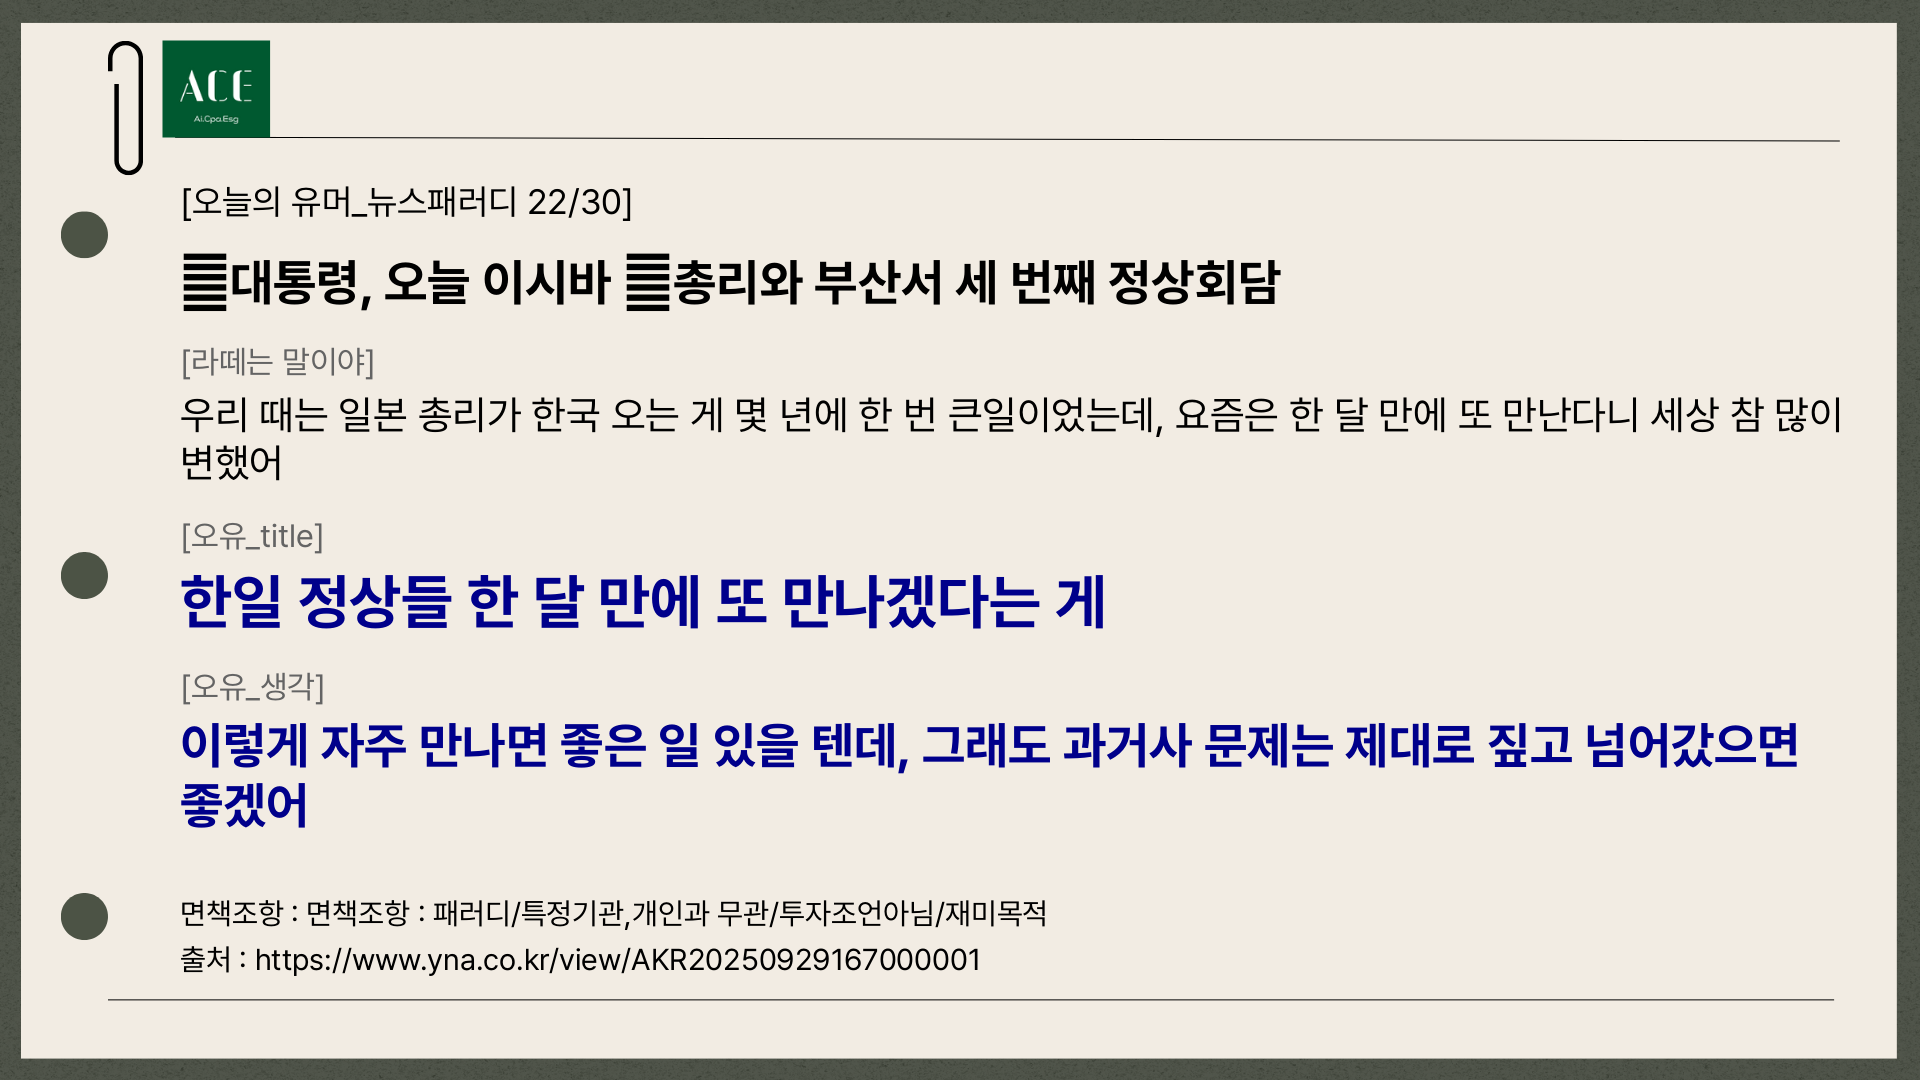 ACE
Ai.Cpa.Esg
[오늘의 유머_뉴스패러디 22/30]
대통령, 오늘 이시바 총리와 부산서 세 번째 정상회담
[라떼는 말이야]
우리 때는 일본 총리가 한국 오는 게 몇 년에 한 번 큰일이었는데, 요즘은 한 달 만에 또 만난다니 세상 참 많이
변했어
[오유_title]
한일 정상들 한 달 만에 또 만나겠다는 게
[오유_생각]
이렇게 자주 만나면 좋은 일 있을 텐데, 그래도 과거사 문제는 제대로 짚고 넘어갔으면
좋겠어
면책조항 : 면책조항 : 패러디/특정기관,개인과 무관/투자조언아님/재미목적
출처 : https://www.yna.co.kr/view/AKR20250929167000001